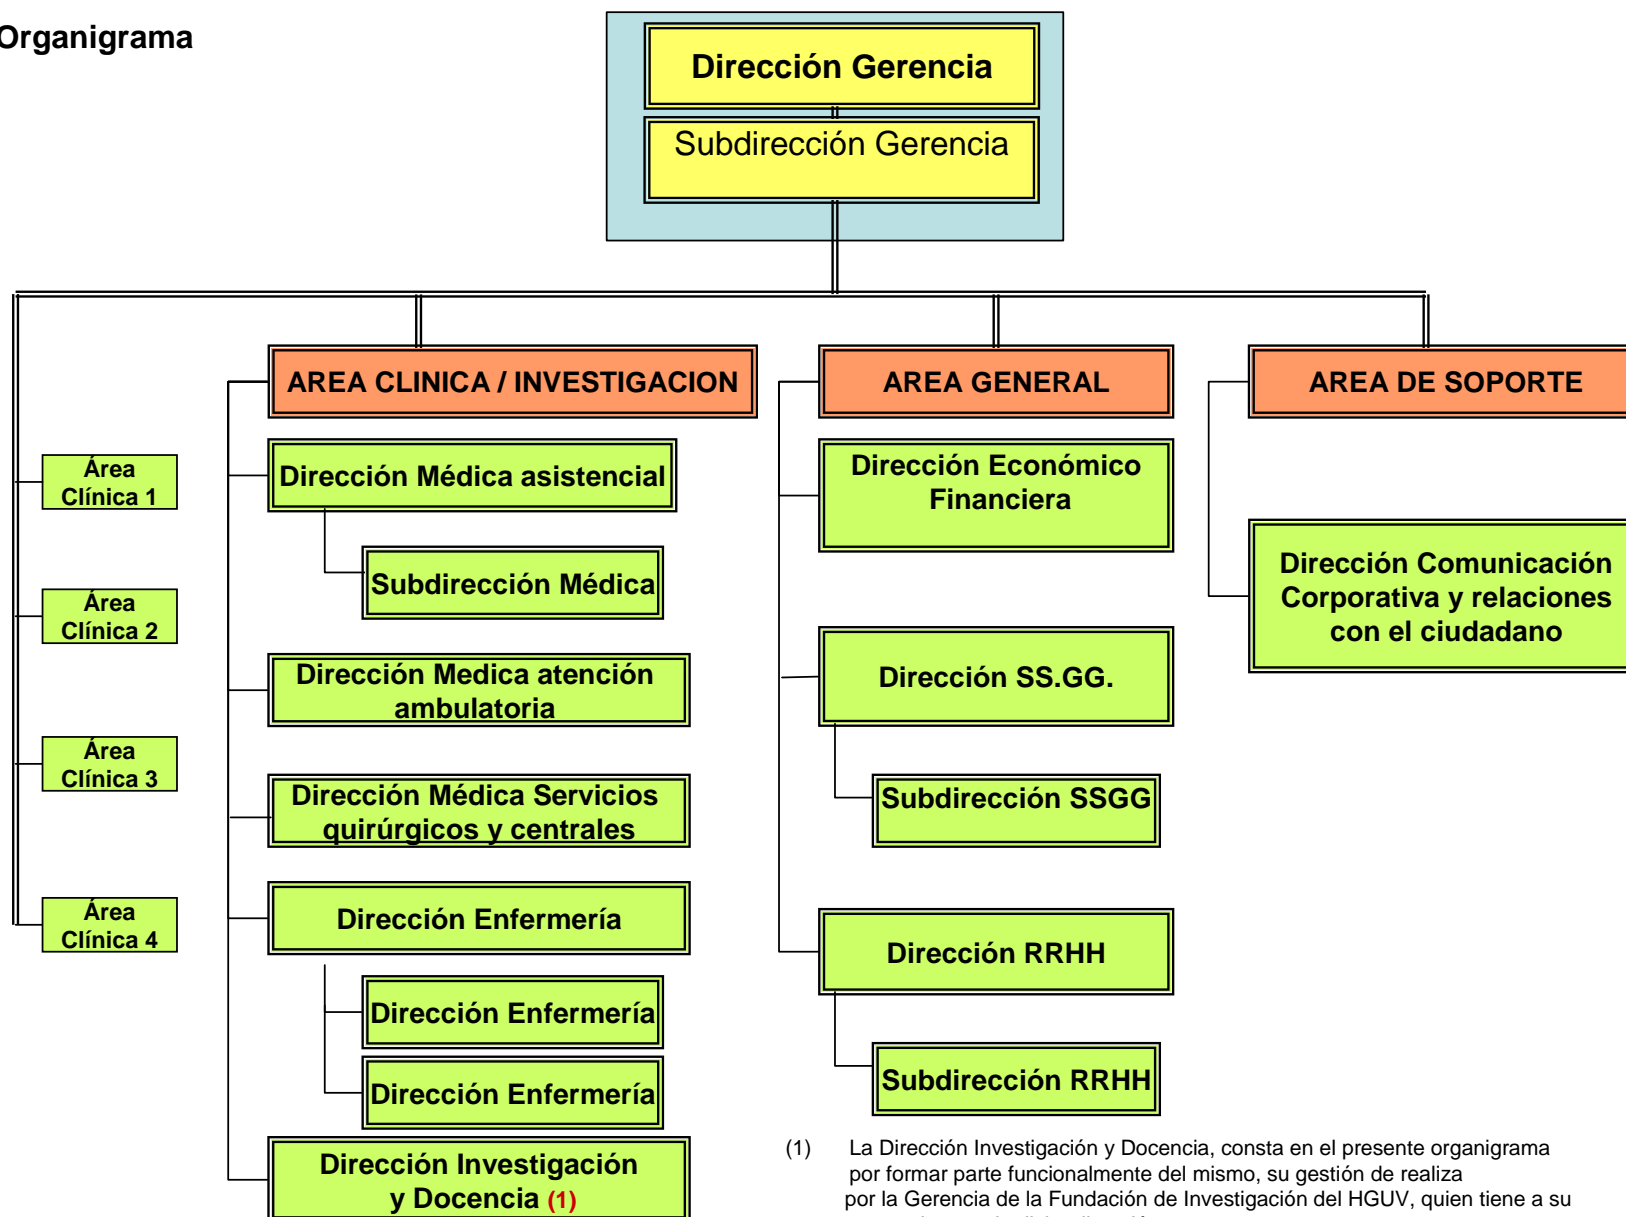 Organigrama
Dirección Gerencia
Subdirección Gerencia
AREA CLINICA / INVESTIGACION
AREA GENERAL
AREA DE SOPORTE
Área
Clínica 1
Área
Clínica 2
Área
Clínica 3
Área
Clínica 4
Dirección Médica asistencial
Subdirección Médica
Dirección Medica atención
ambulatoria
Dirección Médica Servicios
quirúrgicos y centrales
Dirección Enfermería
Dirección Enfermería
Dirección Enfermería
Dirección Investigación
y Docencia (1)
Dirección Económico
Financiera
Dirección SS.GG.
Subdirección SSGG
Dirección RRHH
Subdirección RRHH
Dirección Comunicación
Corporativa y relaciones
con el ciudadano
(1) La Dirección Investigación y Docencia, consta en el presente organigrama
por formar parte funcionalmente del mismo, su gestión de realiza
por la Gerencia de la Fundación de Investigación del HGUV, quien tiene a su